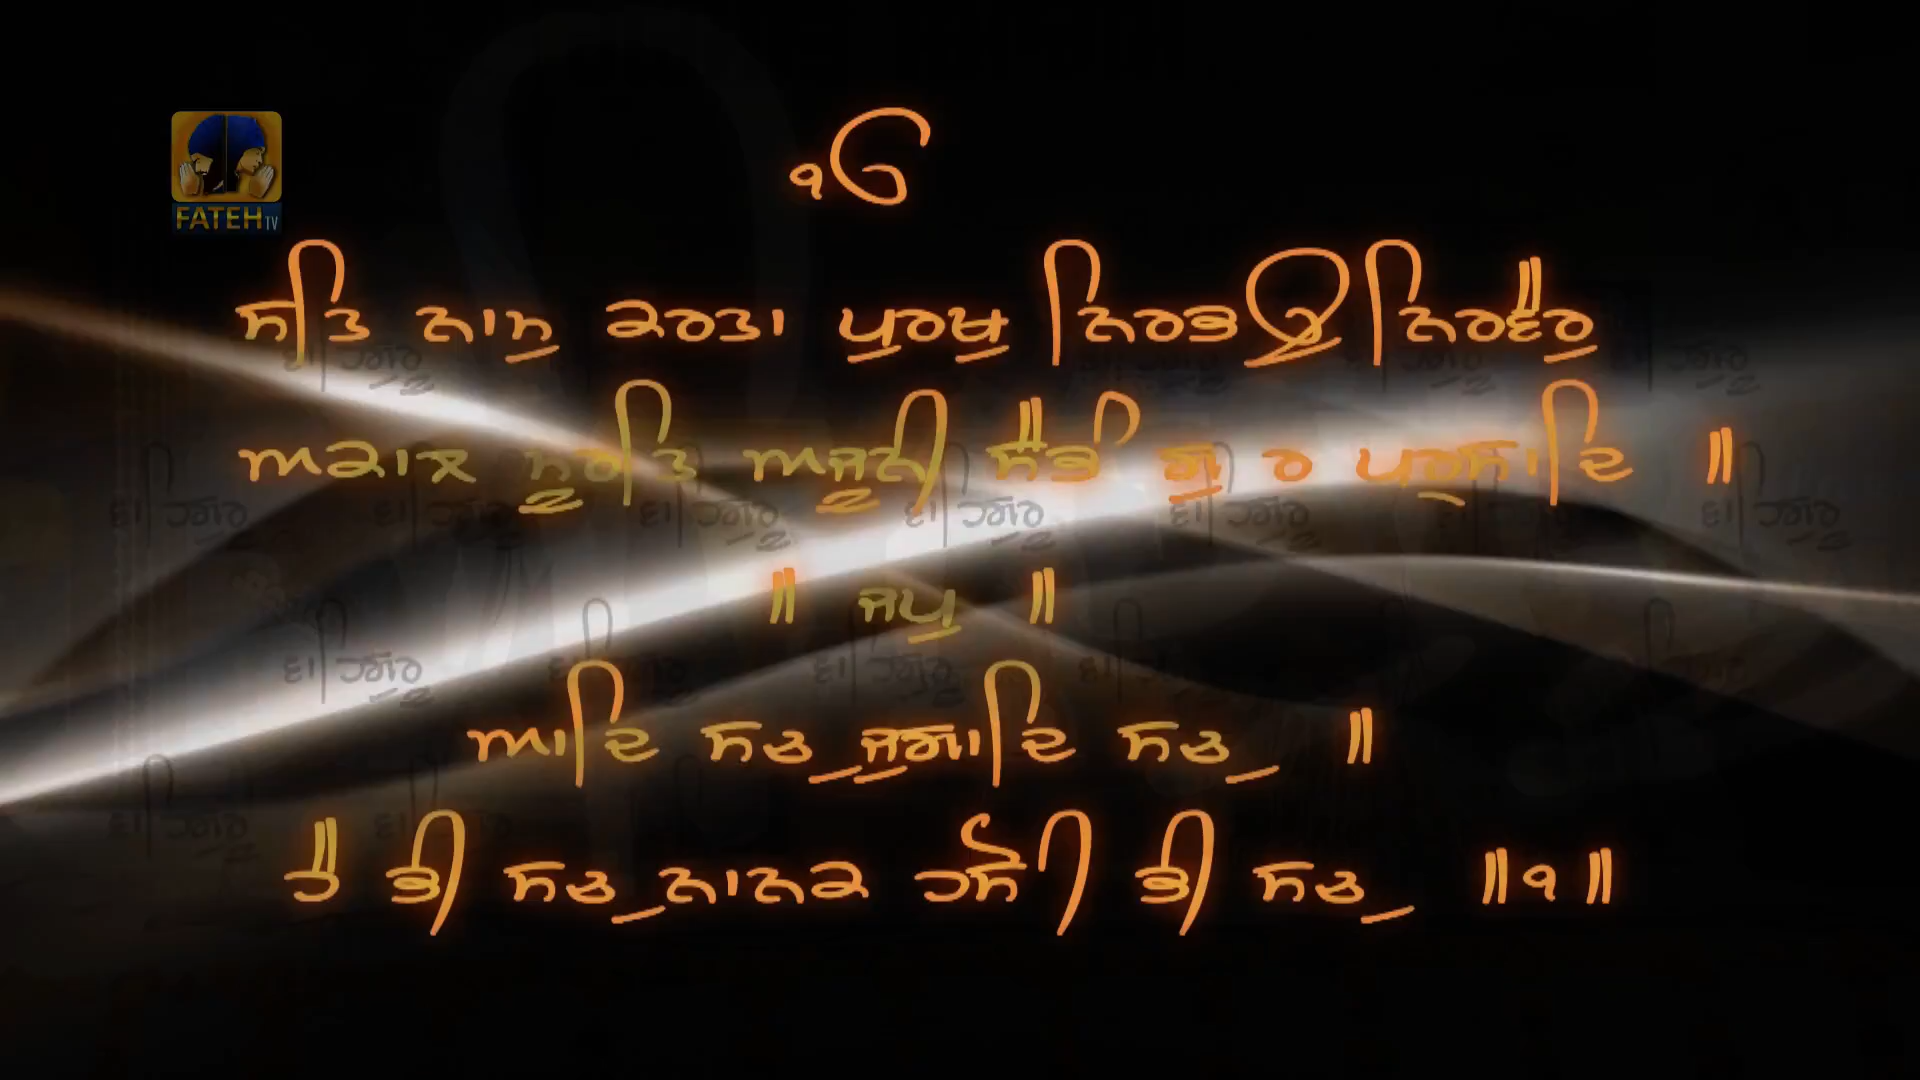 FATEH TV
ੴ
ਸਤਿ ਨਾਮੁ ਕਰਤਾ ਪੁਰਖੁ ਨਿਰਭਉ ਨਿਰਵੈਰੁ
ਅਕਾਲ ਮੂਰਤਿ ਅਜੂਨੀ ਸੈਭੰ ਗੁਰ ਪ੍ਰਸਾਦਿ ॥
॥ ਜਪੁ ॥
ਆਦਿ ਸਚੁ ਜੁਗਾਦਿ ਸਚੁ ॥
ਹੈ ਭੀ ਸਚੁ ਨਾਨਕ ਹੋਸੀ ਭੀ ਸਚੁ ॥੧॥
ਵਾਹਿਗੁਰੂ